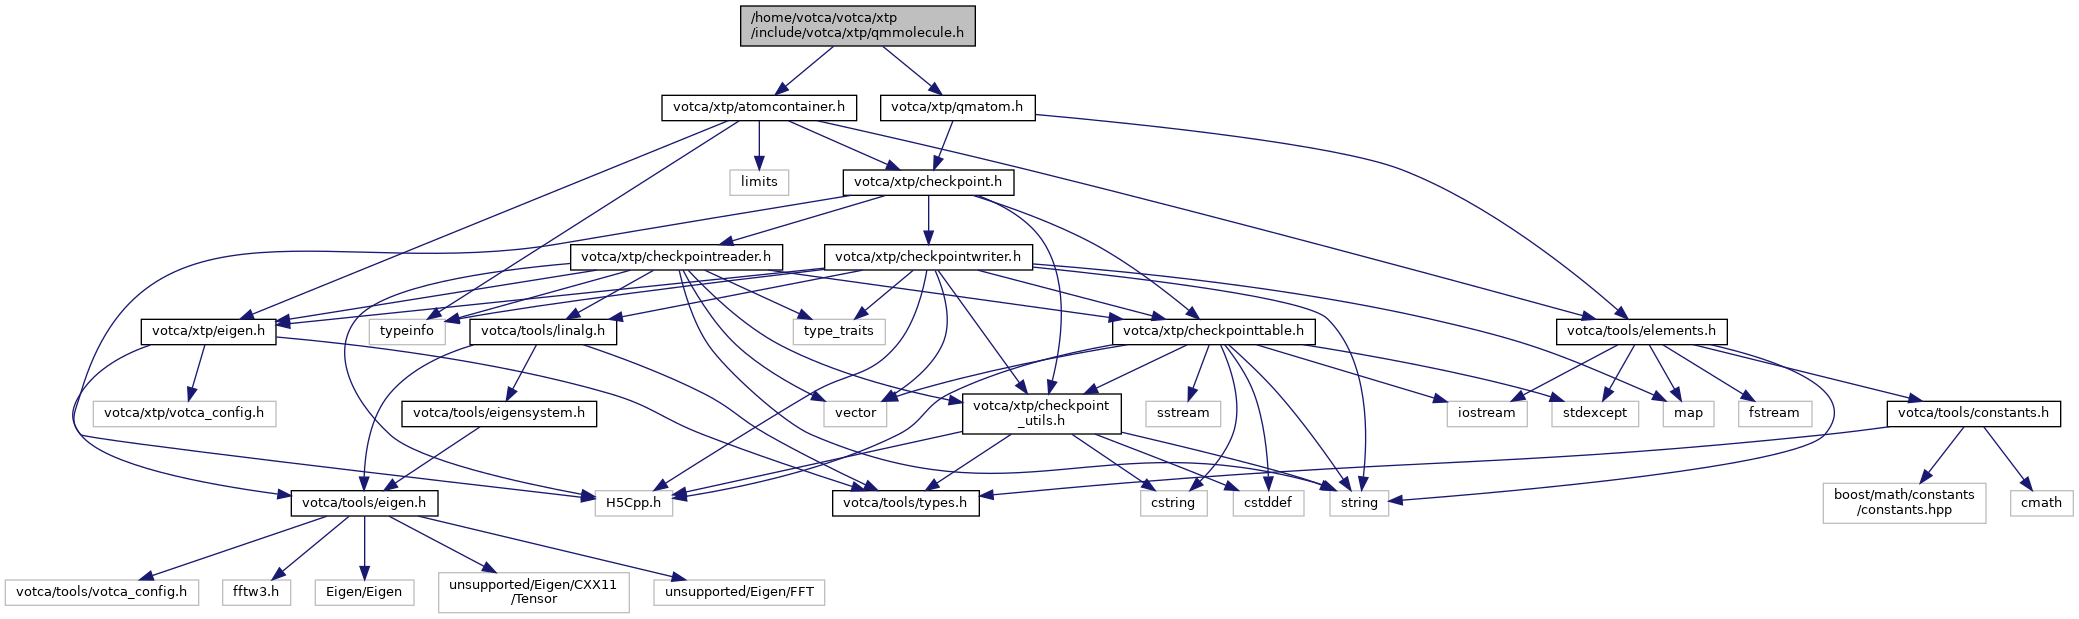 /home/votca/votca/xtp
/include/votca/xtp/qmmolecule.h
votca/xtp/atomcontainer.h
votca/xtp/qmatom.h
limits
votca/xtp/checkpoint.h
votca/xtp/checkpointreader.h
votca/xtp/checkpointwriter.h
votca/xtp/eigen.h
typeinfo
votca/tools/linalg.h
type_traits
votca/xtp/checkpointtable.h
votca/tools/elements.h
votca/xtp/votca_config.h
votca/tools/eigensystem.h
vector
votca/xtp/checkpoint
_utils.h
sstream
iostream
stdexcept
map
fstream
votca/tools/constants.h
votca/tools/eigen.h
H5Cpp.h
votca/tools/types.h
cstring
cstddef
string
boost/math/constants
/constants.hpp
cmath
votca/tools/votca_config.h
fftw3.h
Eigen/Eigen
unsupported/Eigen/CXX11
/Tensor
unsupported/Eigen/FFT